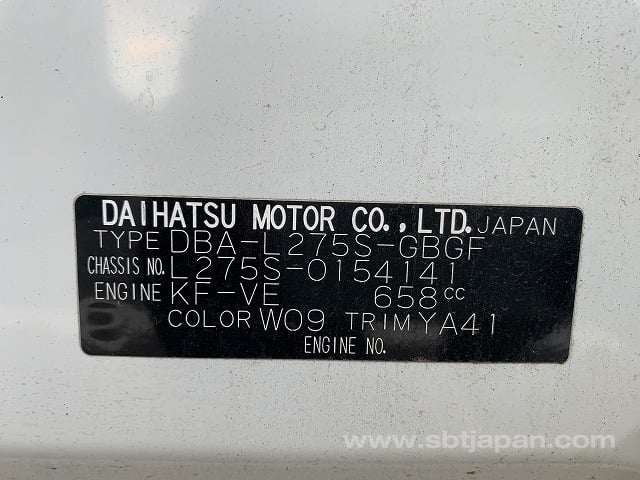 DAIHATSU MOTOR CO., LTD. JAPAN
TYPE DBA-L275S-GBGF
CHASSIS NO. L275S-0154141
ENGINE KF-VE 658cc
COLOR W09 TRIM YA41
ENGINE NO.
www.sbtjapan.com